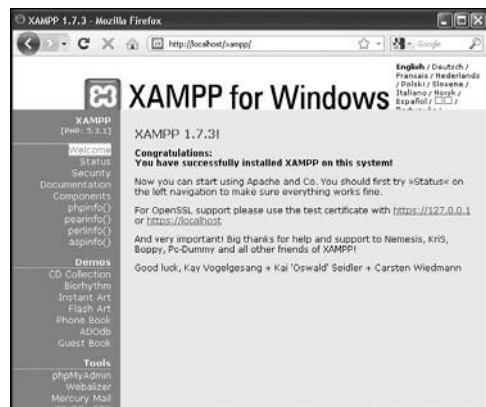 XAMPP 1.7.3 - Mozilla Firefox
http://localhost/xampp/
Google
English / Deutsch /
Francais / Nederlands
/ Polski / Slovene /
Italiano / Norsk /
Español /
XAMPP for Windows
XAMPP
[PHP: 5.3.1]
Welcome
Status
Security
Documentation
Components
phpinfo()
pearinfo()
perlinfo()
aspinfo()
Demos
CD Collection
Biorhythm
Instant Art
Flash Art
Phone Book
ADOdb
Guest Book
Tools
phpMyAdmin
Webalizer
Mercury Mail
XAMPP 1.7.3!
Congratulations:
You have successfully installed XAMPP on this system!
Now you can start using Apache and Co. You should first try »Status« on
the left navigation to make sure everything works fine.
For OpenSSL support please use the test certificate with https://127.0.0.1
or https://localhost
And very important! Big thanks for help and support to Nemesis, KriS,
Boppy, Pc-Dummy and all other friends of XAMPP!
Good luck, Kay Vogelgesang + Kai 'Oswald' Seidler + Carsten Wiedmann